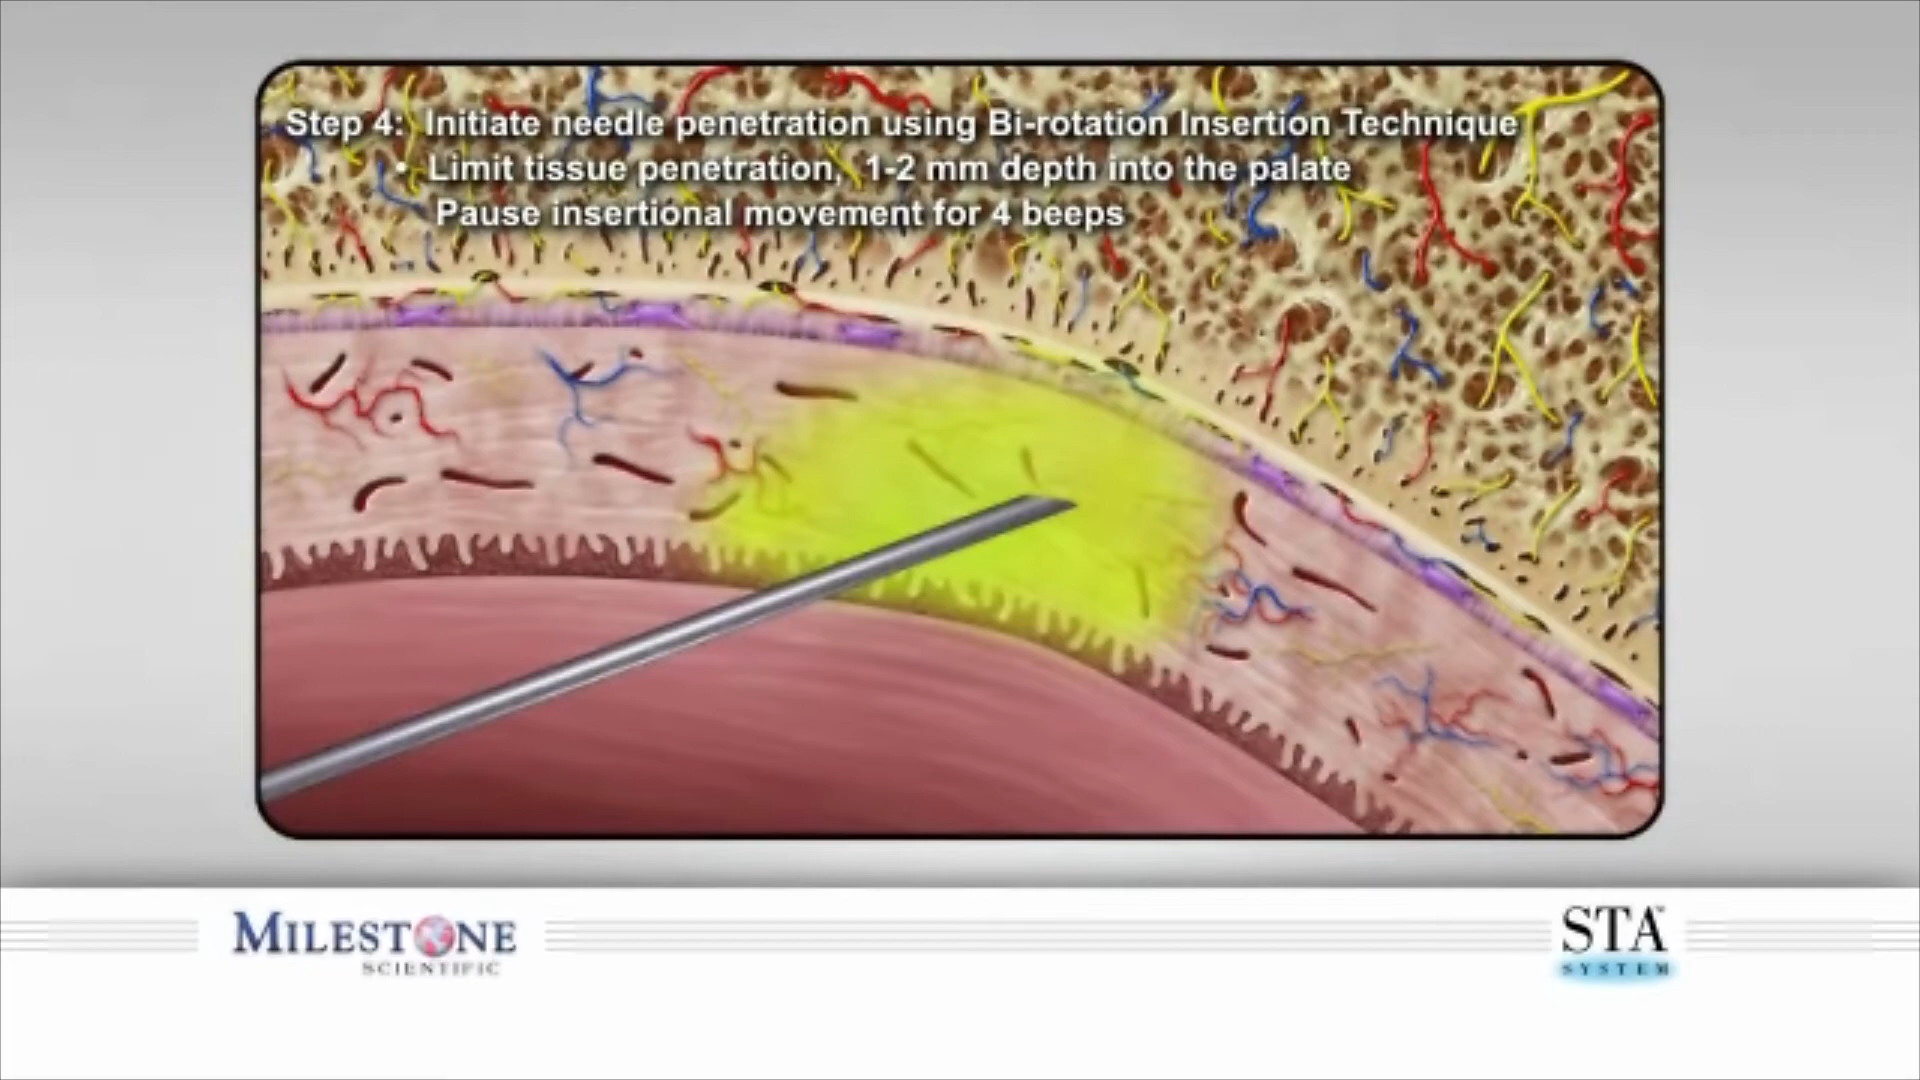 Step 4: Initiate needle penetration using Bi-rotation Insertion Technique
• Limit tissue penetration, 1-2 mm depth into the palate
Pause insertional movement for 4 beeps
MILESTONE
SCIENTIFIC
STA™
SYSTEM